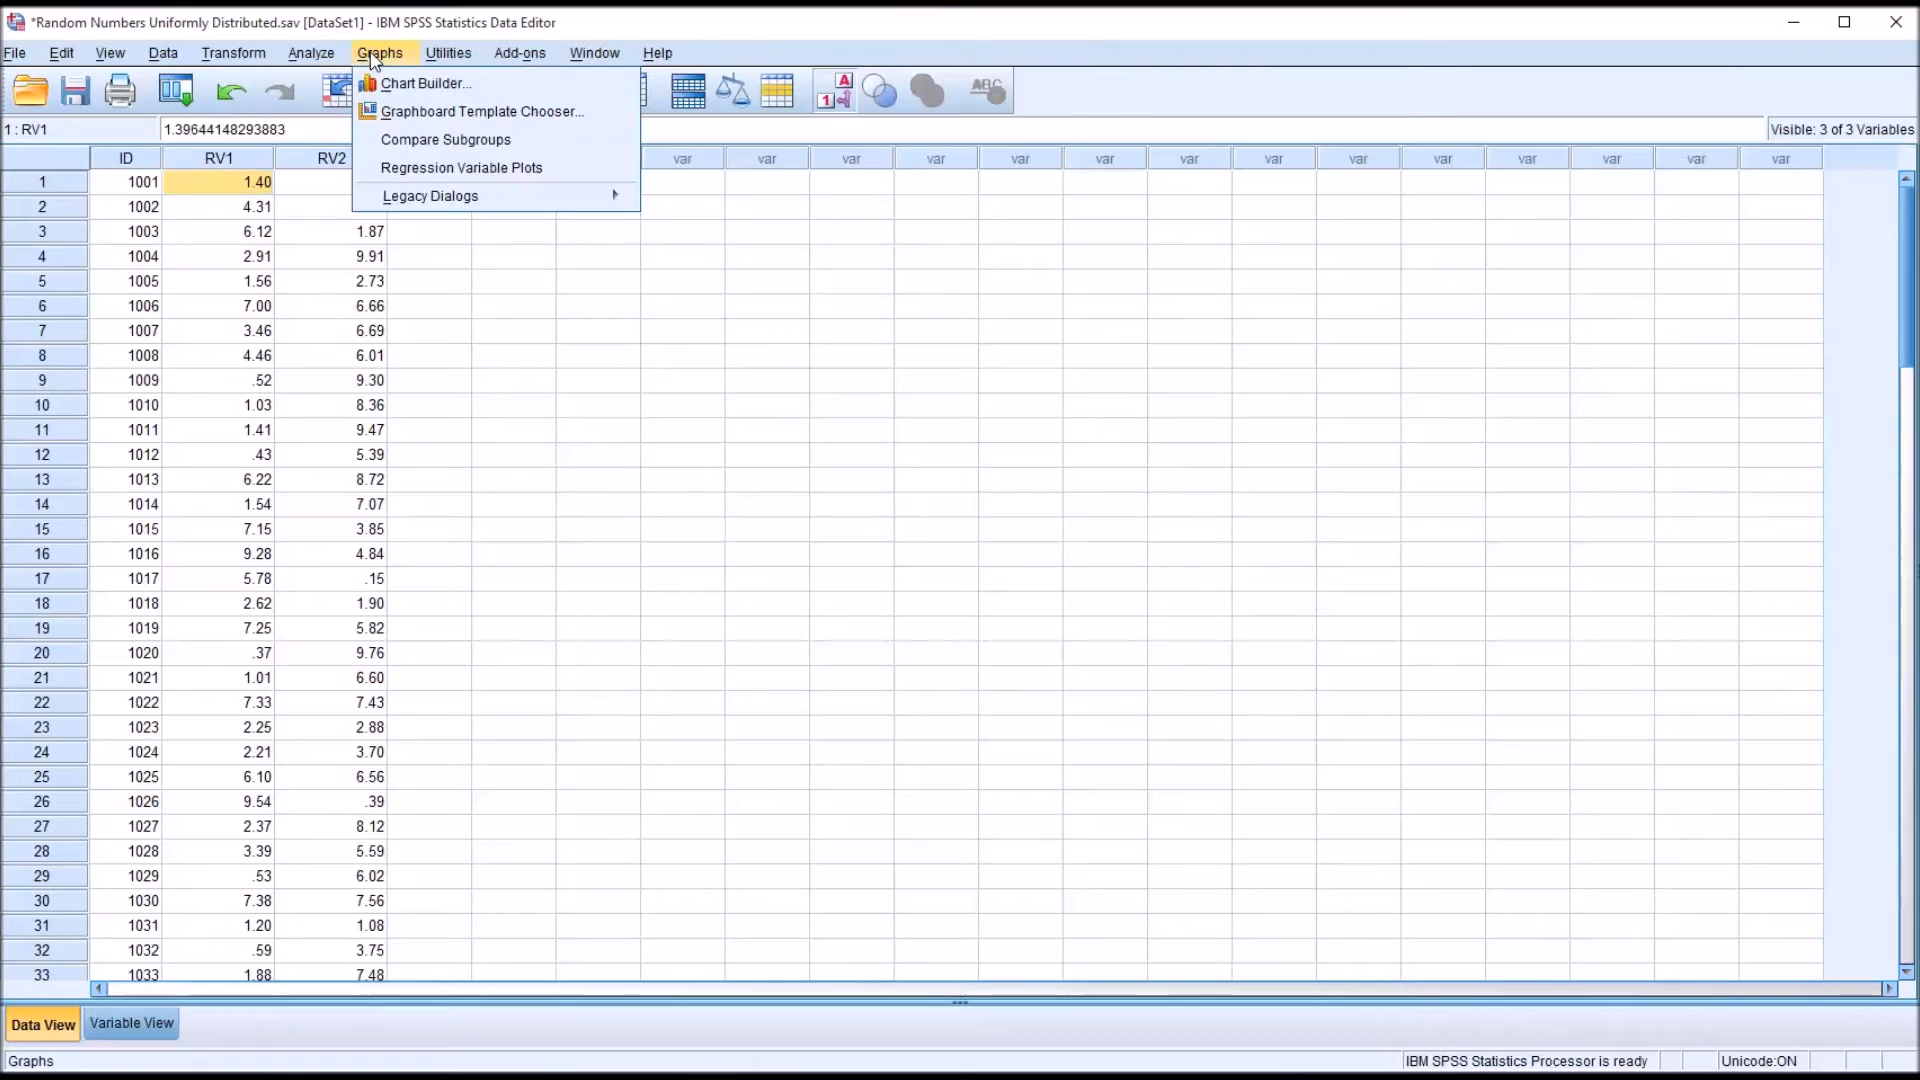 *Random Numbers Uniformly Distributed.sav [DataSet1] - IBM SPSS Statistics Data Editor
File Edit View Data Transform Analyze Graphs Utilities Add-ons Window Help
Chart Builder...
Graphboard Template Chooser...
Compare Subgroups
Regression Variable Plots
Legacy Dialogs
A
1
ABC
1 : RV1 1.39644148293883 Visible: 3 of 3 Variables
ID RV1 RV2 var var var var var var var var var var var var var var
1 1001 1.40
2 1002 4.31
3 1003 6.12 1.87
4 1004 2.91 9.91
5 1005 1.56 2.73
6 1006 7.00 6.66
7 1007 3.46 6.69
8 1008 4.46 6.01
9 1009 .52 9.30
10 1010 1.03 8.36
11 1011 1.41 9.47
12 1012 .43 5.39
13 1013 6.22 8.72
14 1014 1.54 7.07
15 1015 7.15 3.85
16 1016 9.28 4.84
17 1017 5.78 .15
18 1018 2.62 1.90
19 1019 7.25 5.82
20 1020 .37 9.76
21 1021 1.01 6.60
22 1022 7.33 7.43
23 1023 2.25 2.88
24 1024 2.21 3.70
25 1025 6.10 6.56
26 1026 9.54 .39
27 1027 2.37 8.12
28 1028 3.39 5.59
29 1029 .53 6.02
30 1030 7.38 7.56
31 1031 1.20 1.08
32 1032 .59 3.75
33 1033 1.88 7.48
Data View Variable View
Graphs IBM SPSS Statistics Processor is ready Unicode:ON